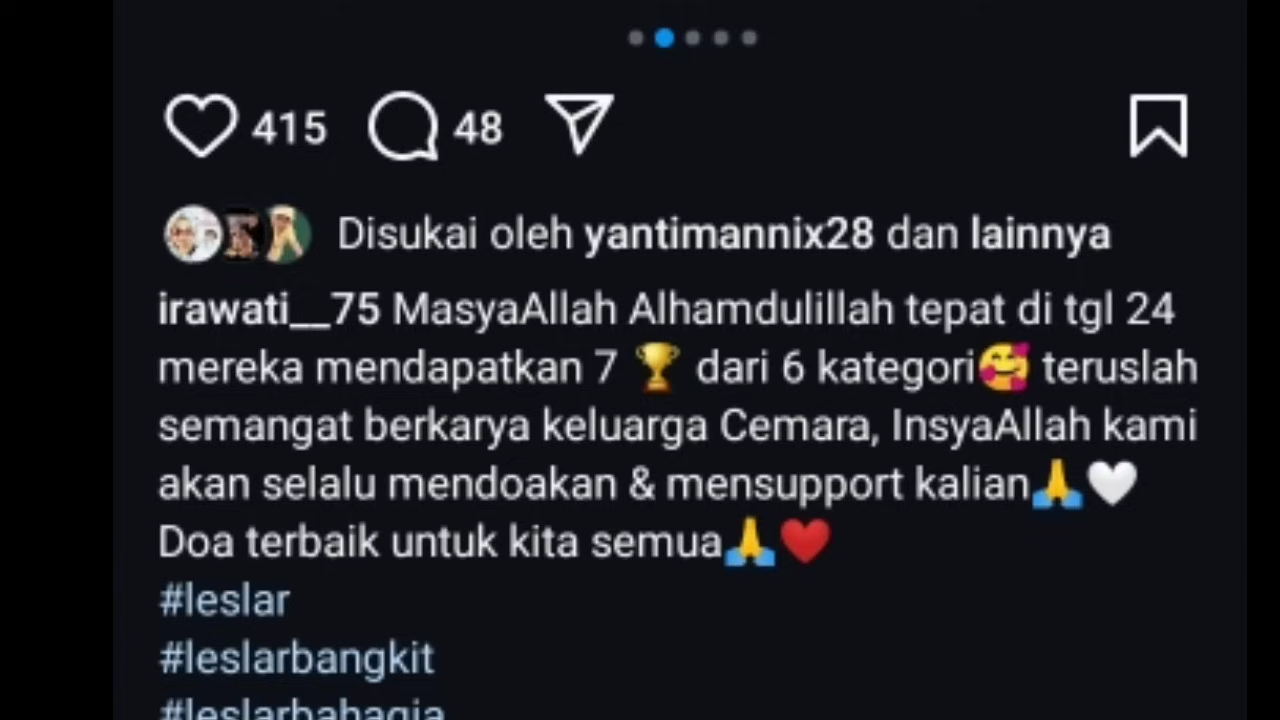 415 48
Disukai oleh yantimannix28 dan lainnya
irawati__75 MasyaAllah Alhamdulillah tepat di tgl 24
mereka mendapatkan 7 🏆 dari 6 kategori🥰 teruslah
semangat berkarya keluarga Cemara, InsyaAllah kami
akan selalu mendoakan & mensupport kalian🙏🤍
Doa terbaik untuk kita semua🙏❤️
#leslar
#leslarbangkit
#leslarbahagia